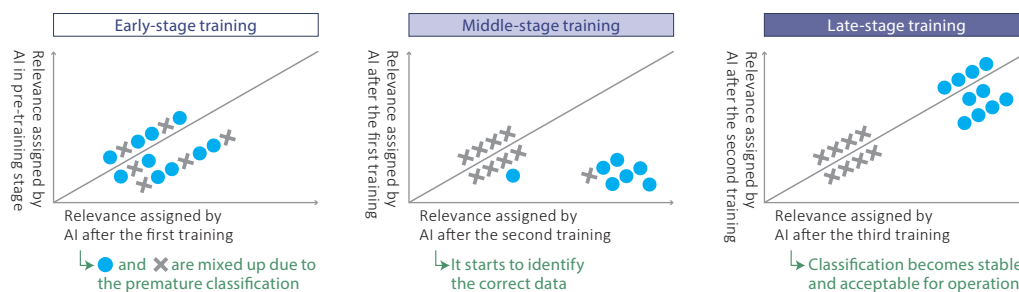 Early-stage training
Relevance assigned by
AI in pre-training stage
Relevance assigned by
AI after the first training
and are mixed up due to
the premature classification
Middle-stage training
Relevance assigned by
AI after the first training
Relevance assigned by
AI after the second training
It starts to identify
the correct data
Late-stage training
Relevance assigned by
AI after the second training
Relevance assigned by
AI after the third training
Classification becomes stable
and acceptable for operation